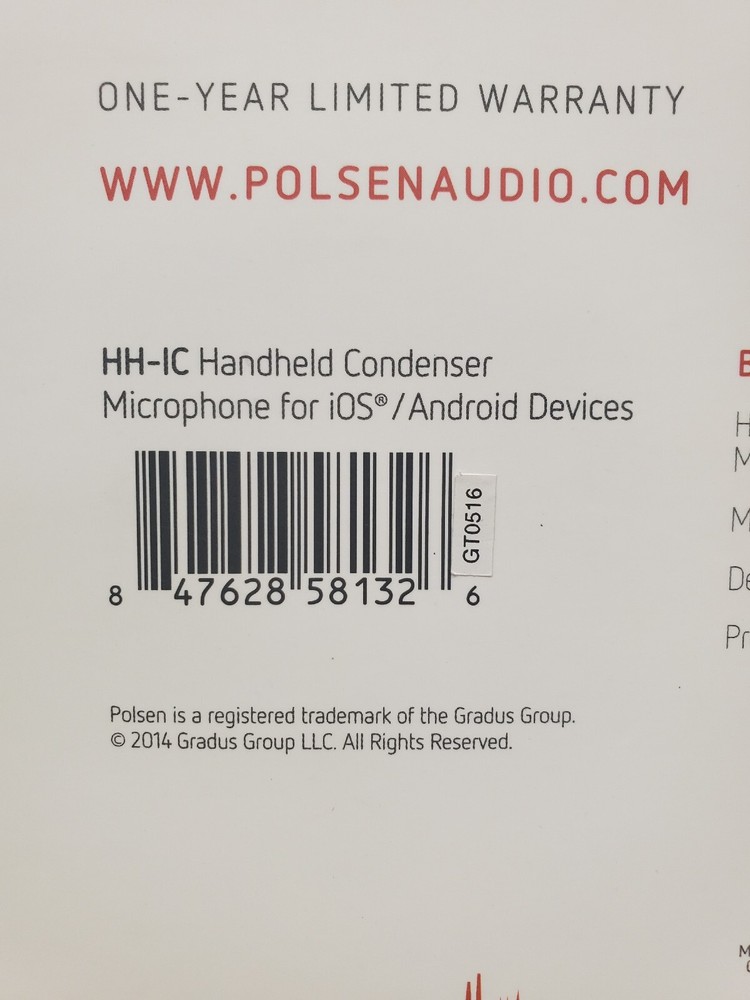 ONE-YEAR LIMITED WARRANTY
WWW.POLSENAUDIO.COM
HH-IC Handheld Condenser
Microphone for iOS®/Android Devices
GT0516
8 47628 58132 6
Polsen is a registered trademark of the Gradus Group.
© 2014 Gradus Group LLC. All Rights Reserved.